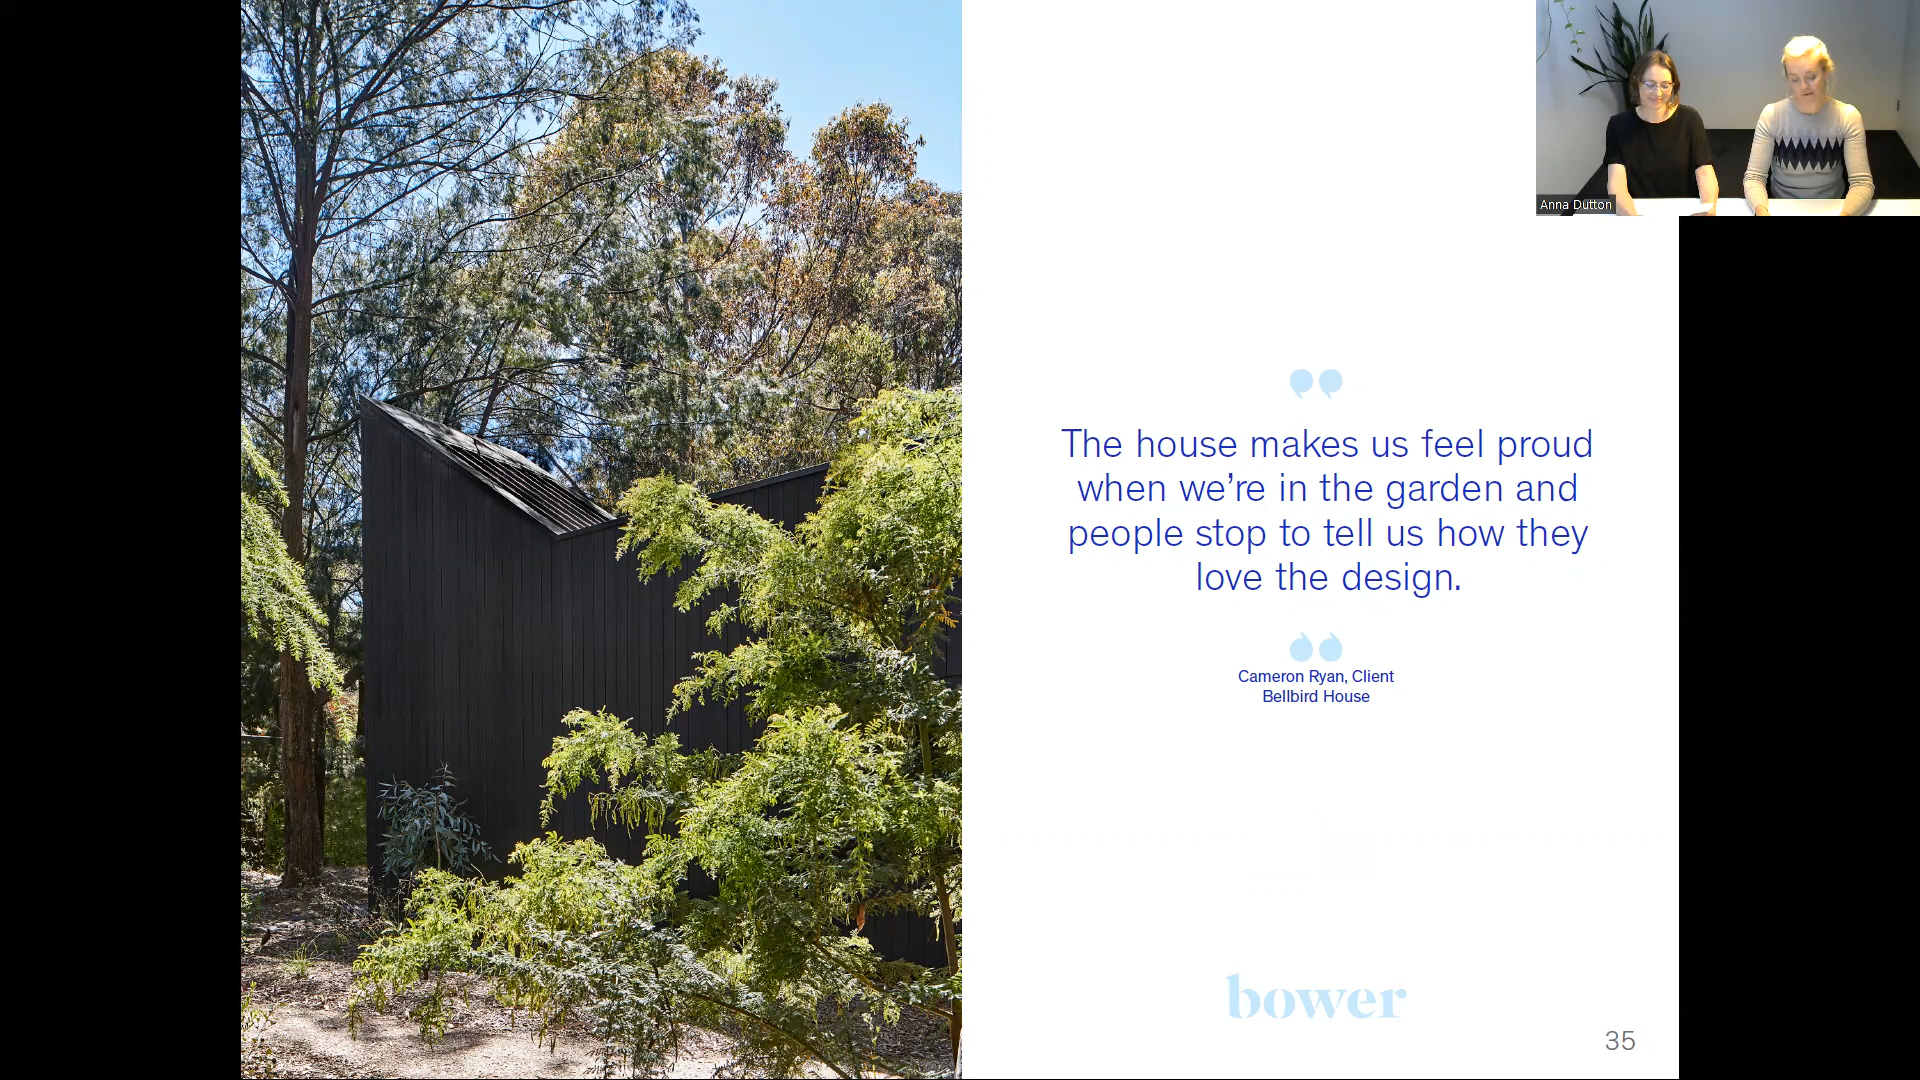 Anna Dutton
The house makes us feel proud
when we’re in the garden and
people stop to tell us how they
love the design.
Cameron Ryan, Client
Bellbird House
bower
35